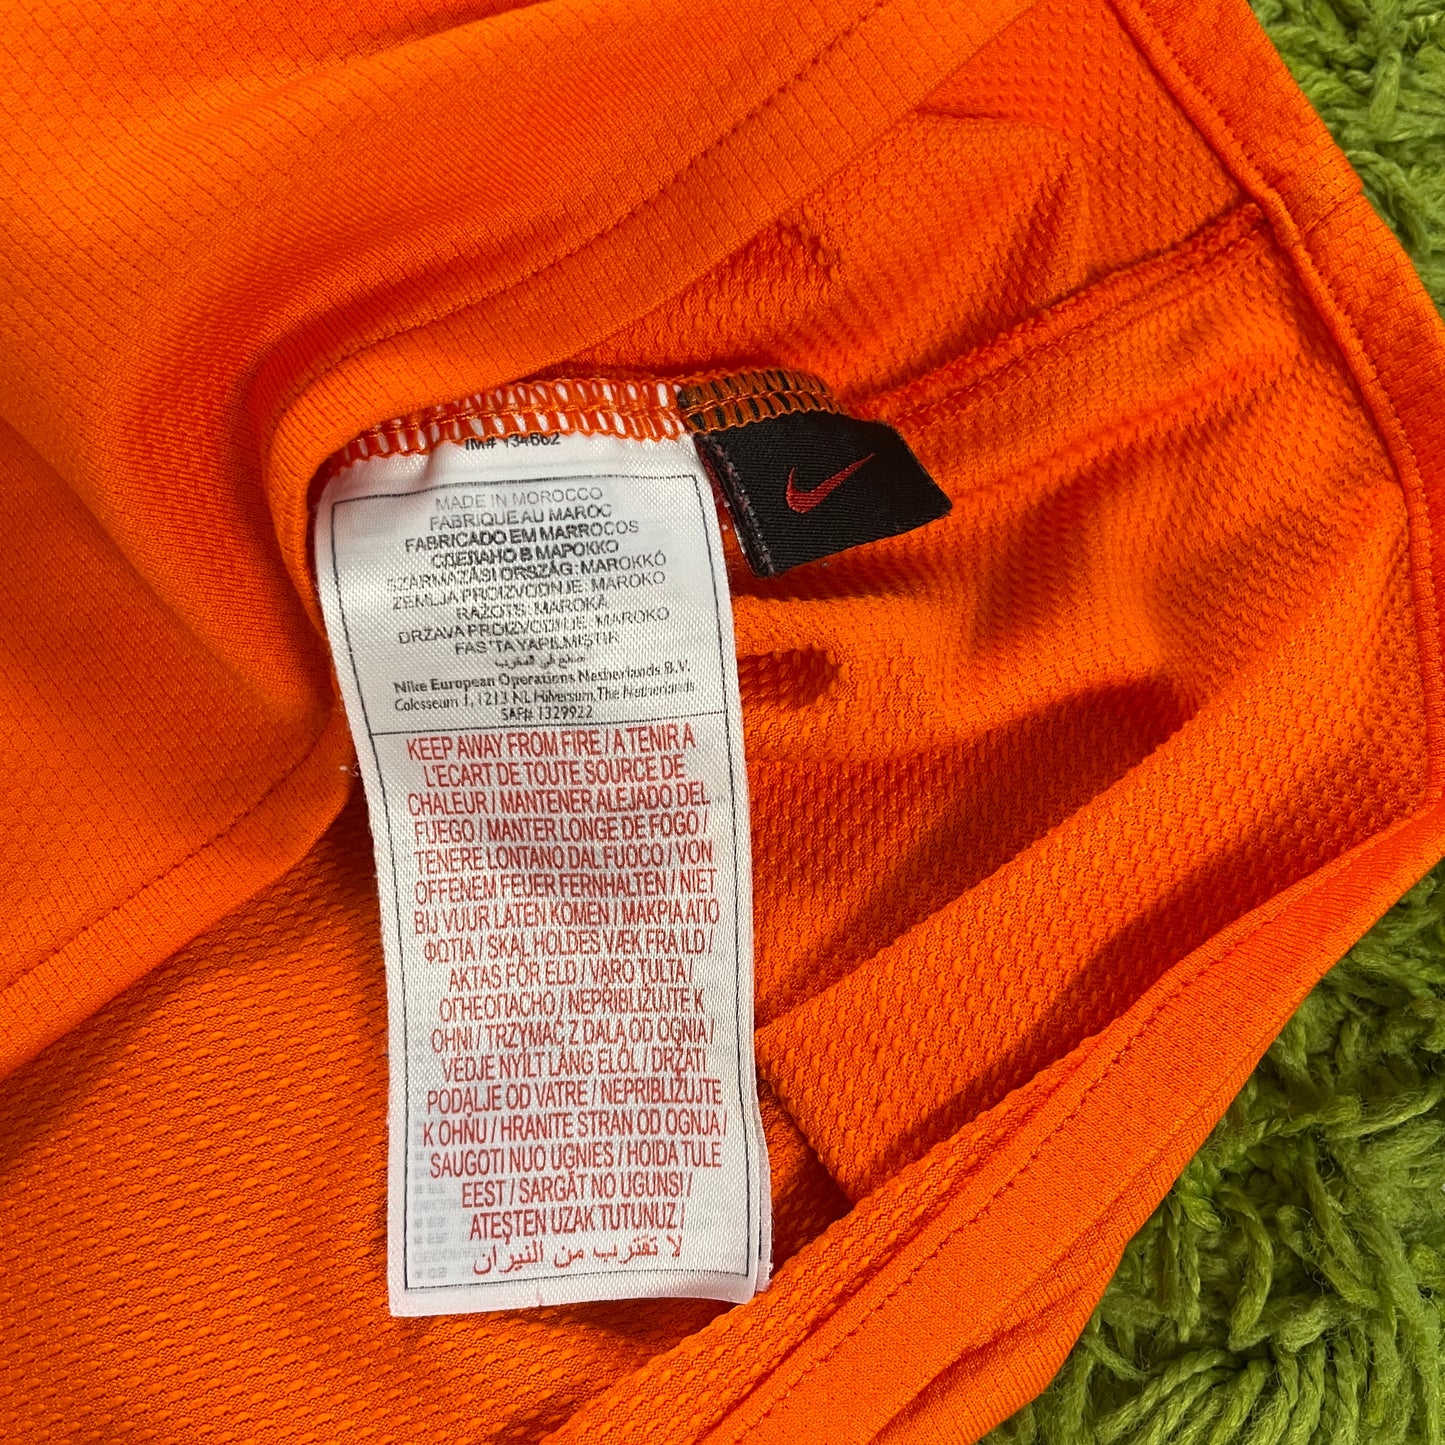 IM# 134662
MADE IN MOROCCO
FABRIQUE AU MAROC
FABRICADO EM MARROCOS
СДЕЛАНО В МАРОККО
SZÁRMAZÁSI ORSZÁG: MAROKKÓ
ZEMLJA PROIZVODNJE: MAROKO
RAŽOTS: MAROKA
DRŽAVA PROIZVODNJE, MAROKO
FAS'TA YAPILMIŞTIR
صنع في المغرب
Nike European Operations Netherlands B.V.
Colosseum 1, 1213 NL Hilversum, The Netherlands
SAF# 1329922
KEEP AWAY FROM FIRE / A TENIR A
L'ECART DE TOUTE SOURCE DE
CHALEUR / MANTENER ALEJADO DEL
FUEGO / MANTER LONGE DE FOGO /
TENERE LONTANO DAL FUOCO / VON
OFFENEM FEUER FERNHALTEN / NIET
BIJ VUUR LATEN KOMEN / ΜΑΚΡΙΑ ΑΠΟ
ΦΩΤΙΑ / SKAL HOLDES VÆK FRA ILD /
AKTAS FÖR ELD / VARO TULTA /
ОГНЕОПАСНО / NEPRIBLIŽUJTE K
OHNI / TRZYMAĆ Z DALA OD OGNIA /
VEDJE NYÍLT LÁNG ELŐL / DRŽATI
PODALJE OD VATRE / NEPRIBLIŽUJTE
K OHŇU / HRANITE STRAN OD OGNJA /
SAUGOTI NUO UGNIES / HOIDA TULE
EEST / SARGĀT NO UGUNS! /
ATEŞTEN UZAK TUTUNUZ /
لا تقترب من النيران